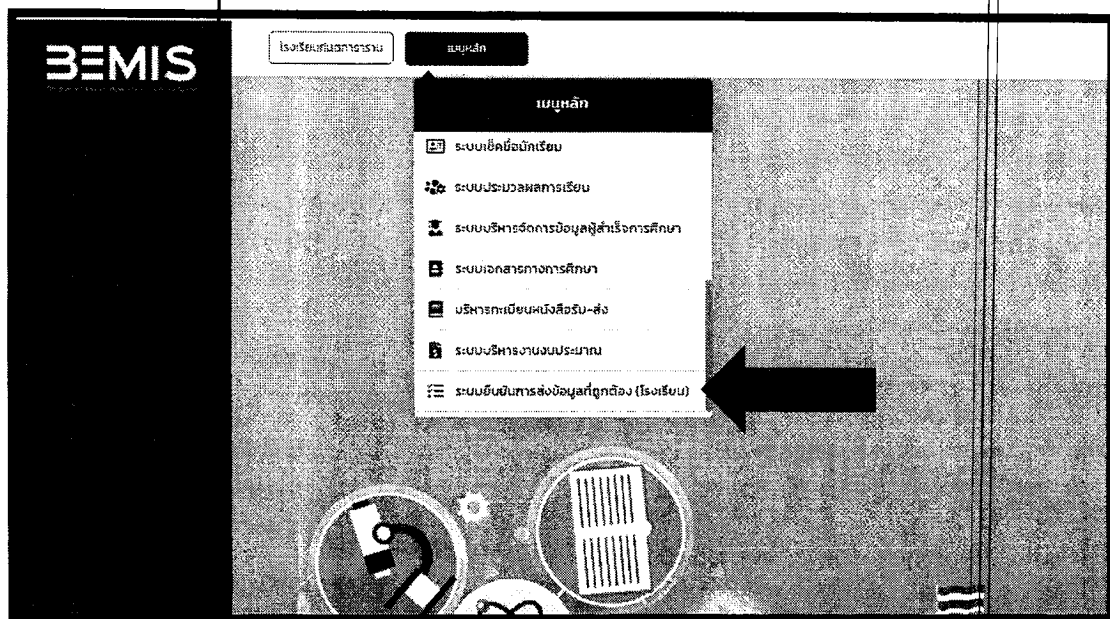 BEMIS
โรงเรียนกันตทาราราม
เมนูหลัก
เมนูหลัก
ระบบเช็คชื่อนักเรียน
ระบบประมวลผลการเรียน
ระบบบริหารจัดการข้อมูลผู้สำเร็จการศึกษา
ระบบเอกสารทางการศึกษา
บริหารทะเบียนหนังสือรับ-ส่ง
ระบบบริหารงานงบประมาณ
ระบบยืนยันการส่งข้อมูลที่ถูกต้อง (โรงเรียน)